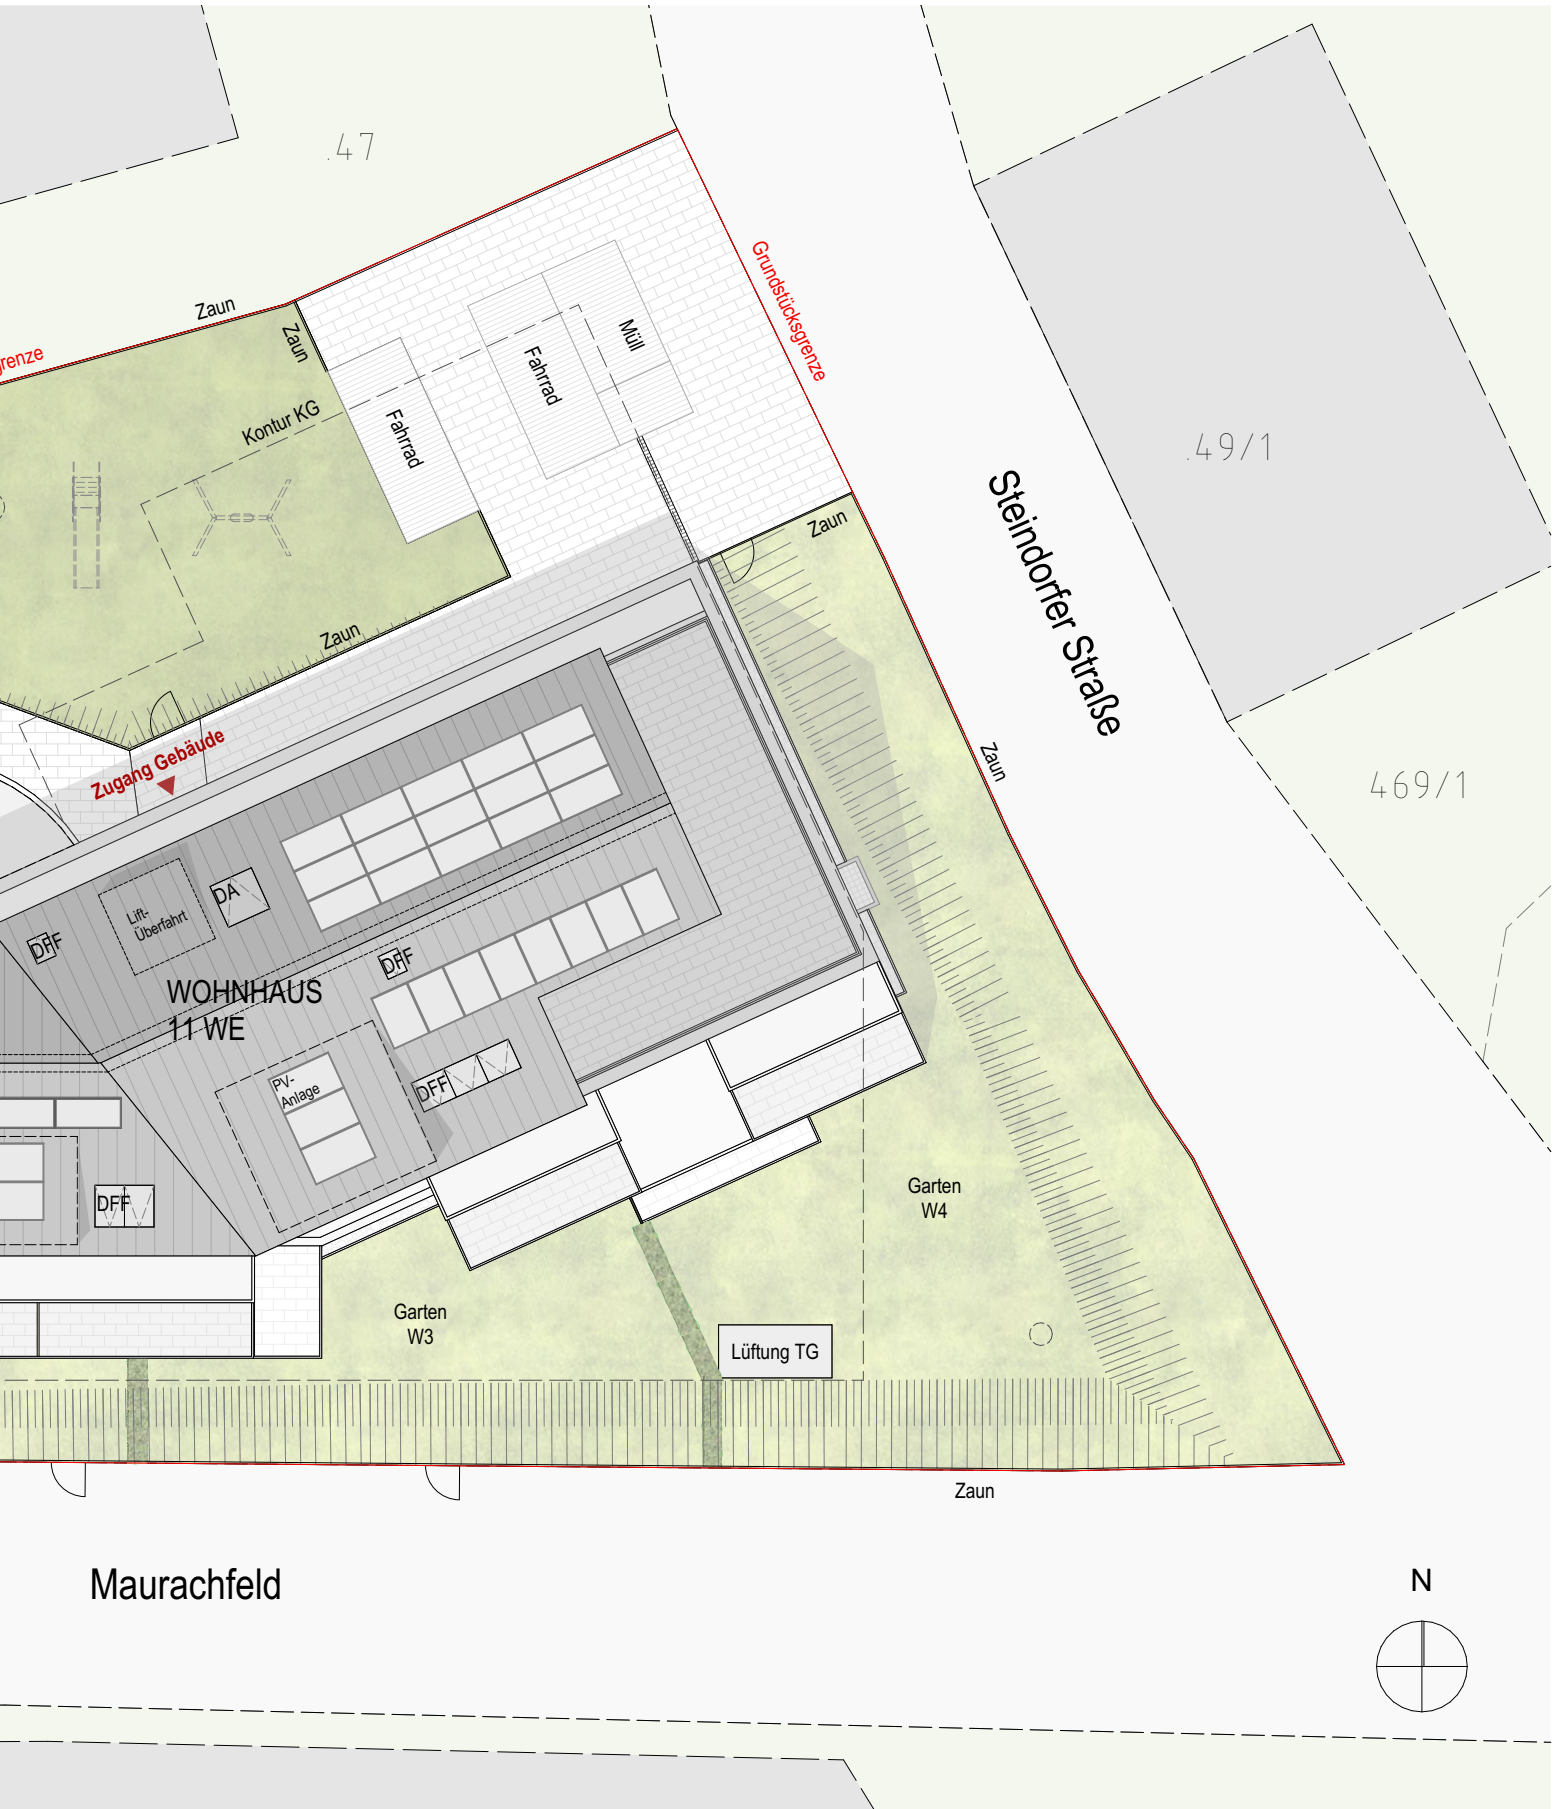 .47
Grundstücksgrenze
Zaun
Zaun
grenze
Müll
Fahrrad
Fahrrad
Kontur KG
.49/1
Steindorfer Straße
Zaun
Zaun
Zugang Gebäude
Zaun
469/1
DA
Lift-
Überfahrt
DFF
DFF
WOHNHAUS
11 WE
PV-
Anlage
DFF
DFF
Garten
W4
Garten
W3
Lüftung TG
Zaun
Maurachfeld
N